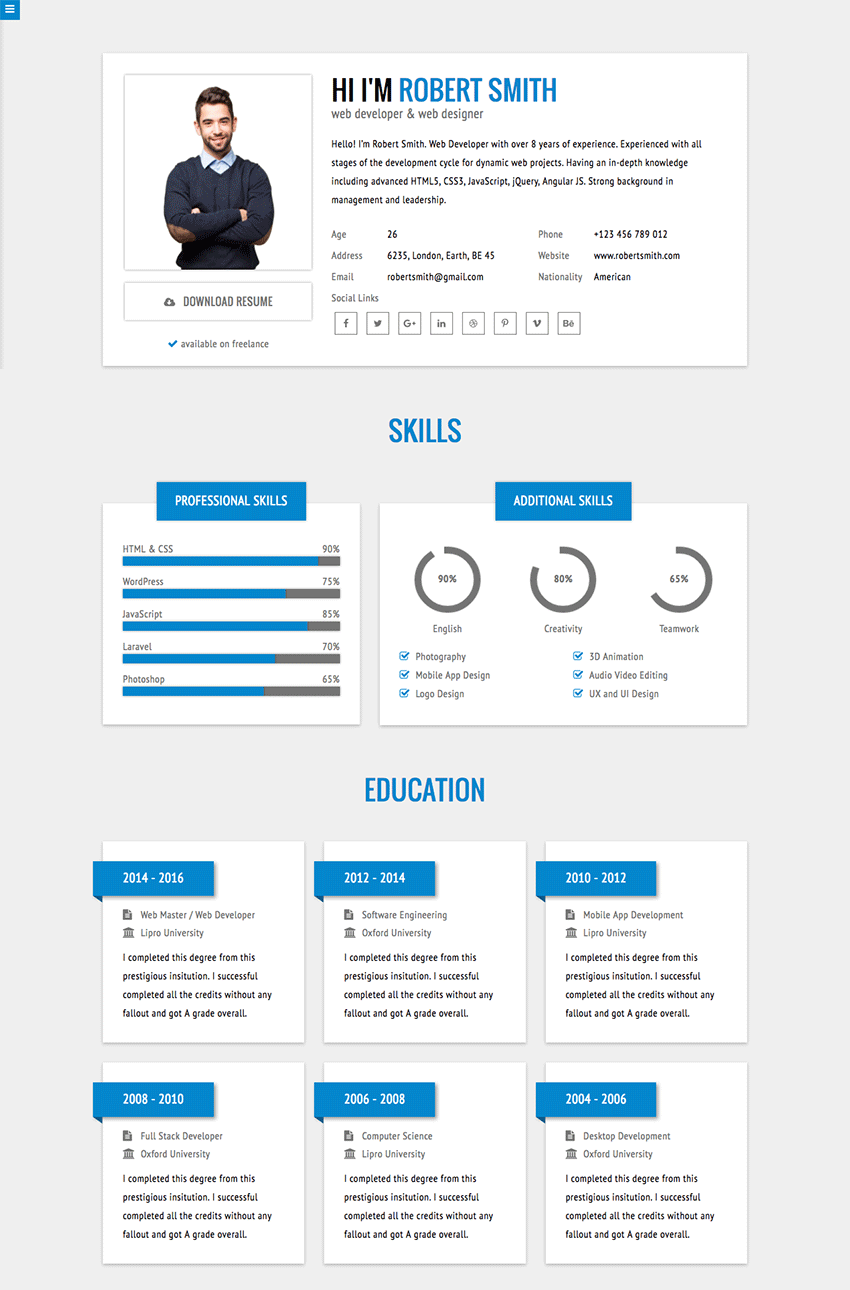 HI I'M ROBERT SMITH
web developer & web designer
Hello! I'm Robert Smith. Web Developer with over 8 years of experience. Experienced with all
stages of the development cycle for dynamic web projects. Having an in-depth knowledge
including advanced HTML5, CSS3, JavaScript, jQuery, Angular JS. Strong background in
management and leadership.
Age 26 Phone +123 456 789 012
Address 6235, London, Earth, BE 45 Website www.robertsmith.com
Email robertsmith@gmail.com Nationality American
Social Links
f G+ in Bē
DOWNLOAD RESUME
available on freelance
SKILLS
PROFESSIONAL SKILLS
HTML & CSS 90%
WordPress 75%
JavaScript 85%
Laravel 70%
Photoshop 65%
ADDITIONAL SKILLS
90% 80% 65%
English Creativity Teamwork
Photography 3D Animation
Mobile App Design Audio Video Editing
Logo Design UX and UI Design
EDUCATION
2014 - 2016
Web Master / Web Developer
Lipro University
I completed this degree from this
prestigious insitution. I successful
completed all the credits without any
fallout and got A grade overall.
2012 - 2014
Software Engineering
Oxford University
I completed this degree from this
prestigious insitution. I successful
completed all the credits without any
fallout and got A grade overall.
2010 - 2012
Mobile App Development
Lipro University
I completed this degree from this
prestigious insitution. I successful
completed all the credits without any
fallout and got A grade overall.
2008 - 2010
Full Stack Developer
Oxford University
I completed this degree from this
prestigious insitution. I successful
completed all the credits without any
fallout and got A grade overall.
2006 - 2008
Computer Science
Lipro University
I completed this degree from this
prestigious insitution. I successful
completed all the credits without any
fallout and got A grade overall.
2004 - 2006
Desktop Development
Oxford University
I completed this degree from this
prestigious insitution. I successful
completed all the credits without any
fallout and got A grade overall.